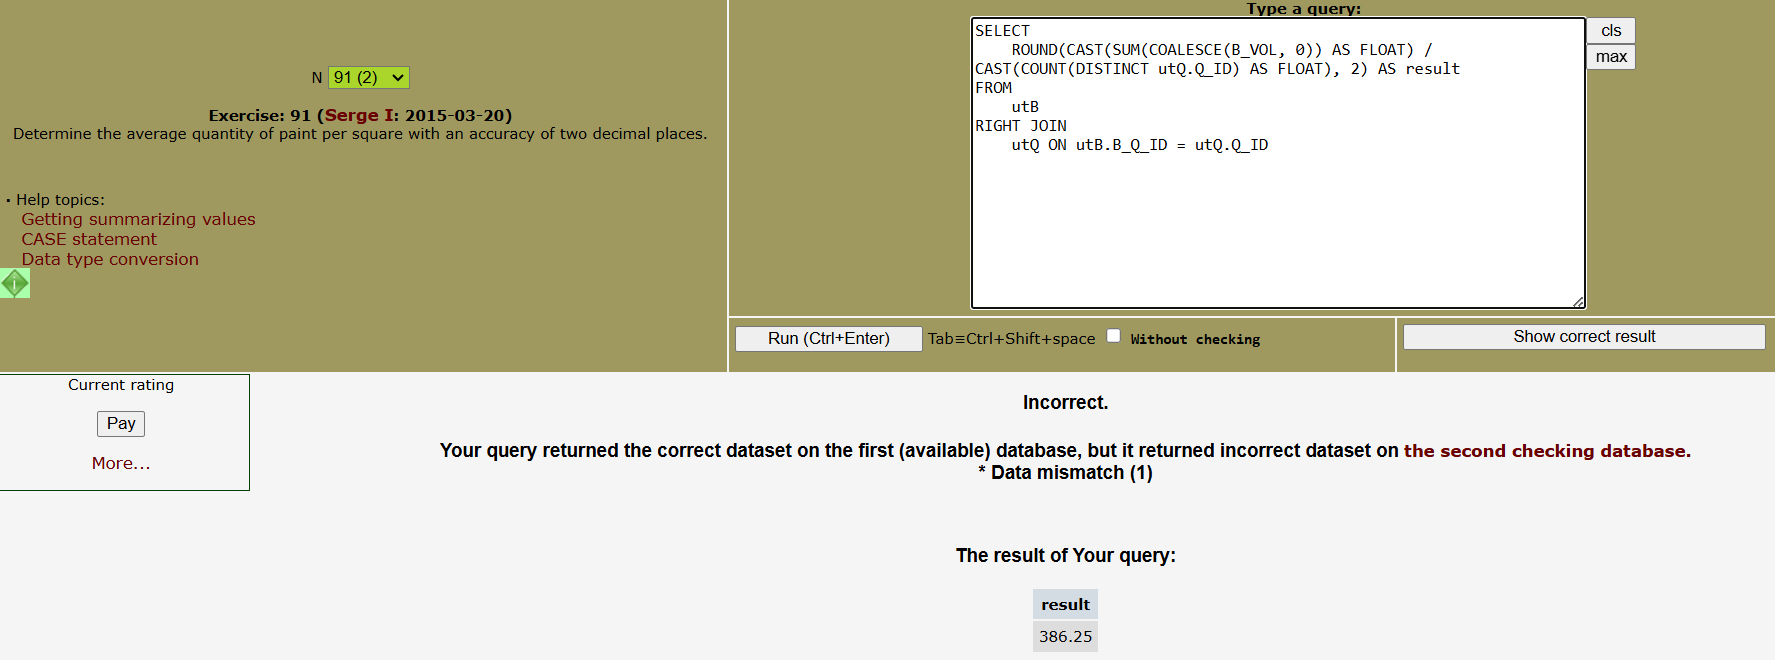 N 91 (2)
Exercise: 91 (Serge I: 2015-03-20)
Determine the average quantity of paint per square with an accuracy of two decimal places.
· Help topics:
Getting summarizing values
CASE statement
Data type conversion
Type a query:
SELECT
    ROUND(CAST(SUM(COALESCE(B_VOL, 0)) AS FLOAT) /
CAST(COUNT(DISTINCT utQ.Q_ID) AS FLOAT), 2) AS result
FROM
    utB
RIGHT JOIN
    utQ ON utB.B_Q_ID = utQ.Q_ID
cls
max
Run (Ctrl+Enter) Tab≡Ctrl+Shift+space Without checking
Show correct result
Current rating
Pay
More...
Incorrect.
Your query returned the correct dataset on the first (available) database, but it returned incorrect dataset on the second checking database.
* Data mismatch (1)
The result of Your query:
result
386.25